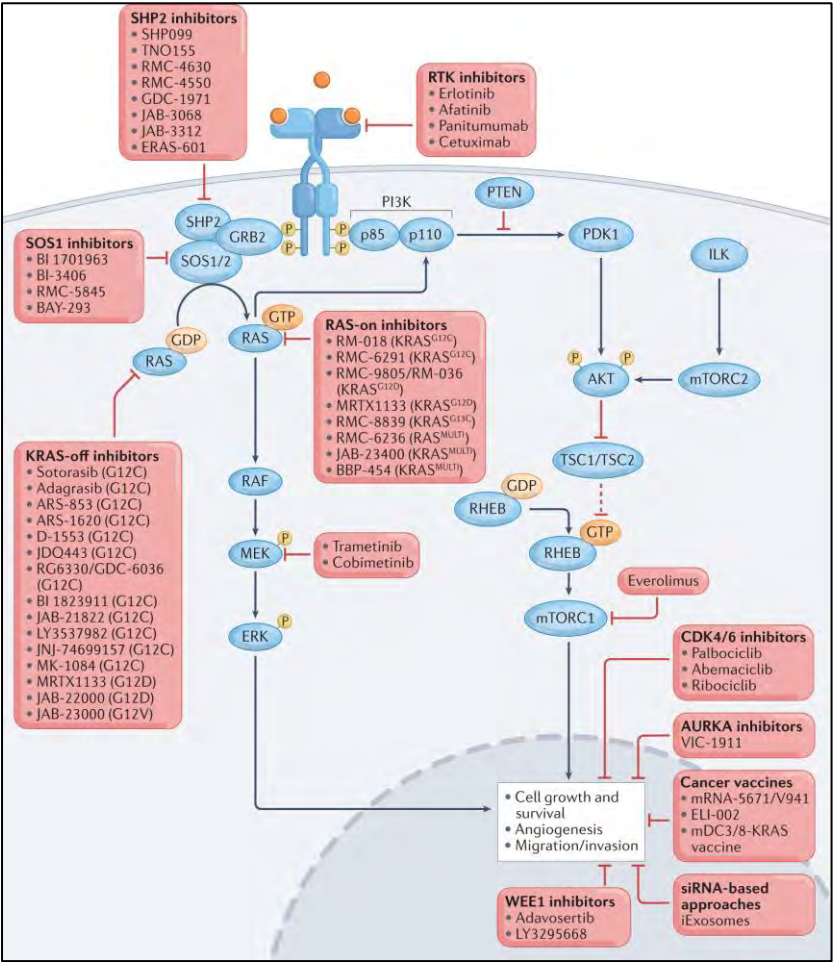 SHP2 inhibitors
• SHP099
• TNO155
• RMC-4630
• RMC-4550
• GDC-1971
• JAB-3068
• JAB-3312
• ERAS-601
RTK inhibitors
• Erlotinib
• Afatinib
• Panitumumab
• Cetuximab
SHP2
GRB2
SOS1/2
P
P
P
P
PI3K
p85
p110
PTEN
PDK1
ILK
SOS1 inhibitors
• BI 1701963
• BI-3406
• RMC-5845
• BAY-293
GDP
RAS
GTP
RAS
RAS-on inhibitors
• RM-018 (KRASG12C)
• RMC-6291 (KRASG12C)
• RMC-9805/RM-036
(KRASG12D)
• MRTX1133 (KRASG12D)
• RMC-8839 (KRASG13C)
• RMC-6236 (RASMULTI)
• JAB-23400 (KRASMULTI)
• BBP-454 (KRASMULTI)
P
P
AKT
mTORC2
TSC1/TSC2
KRAS-off inhibitors
• Sotorasib (G12C)
• Adagrasib (G12C)
• ARS-853 (G12C)
• ARS-1620 (G12C)
• D-1553 (G12C)
• JDQ443 (G12C)
• RG6330/GDC-6036
(G12C)
• BI 1823911 (G12C)
• JAB-21822 (G12C)
• LY3537982 (G12C)
• JNJ-74699157 (G12C)
• MK-1084 (G12C)
• MRTX1133 (G12D)
• JAB-22000 (G12D)
• JAB-23000 (G12V)
RAF
MEK
P
• Trametinib
• Cobimetinib
ERK
P
GDP
RHEB
GTP
RHEB
mTORC1
Everolimus
CDK4/6 inhibitors
• Palbociclib
• Abemaciclib
• Ribociclib
AURKA inhibitors
VIC-1911
Cancer vaccines
• mRNA-5671/V941
• ELI-002
• mDC3/8-KRAS
vaccine
• Cell growth and
survival
• Angiogenesis
• Migration/invasion
WEE1 inhibitors
• Adavosertib
• LY3295668
siRNA-based
approaches
iExosomes